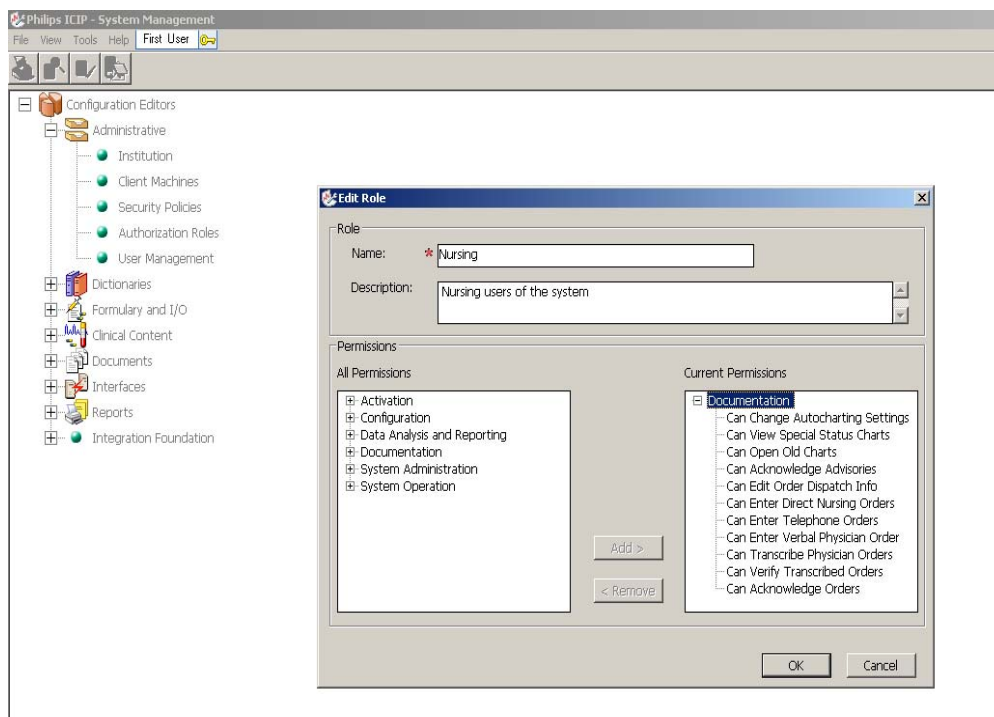 Philips ICIP - System Management
File View Tools Help First User
Configuration Editors
Administrative
Institution
Client Machines
Security Policies
Authorization Roles
User Management
Dictionaries
Formulary and I/O
Clinical Content
Documents
Interfaces
Reports
Integration Foundation
Edit Role
Role
Name: * Nursing
Description: Nursing users of the system
Permissions
All Permissions
Activation
Configuration
Data Analysis and Reporting
Documentation
System Administration
System Operation
Add >
< Remove
Current Permissions
Documentation
Can Change Autocharting Settings
Can View Special Status Charts
Can Open Old Charts
Can Acknowledge Advisories
Can Edit Order Dispatch Info
Can Enter Direct Nursing Orders
Can Enter Telephone Orders
Can Enter Verbal Physician Order
Can Transcribe Physician Orders
Can Verify Transcribed Orders
Can Acknowledge Orders
OK Cancel